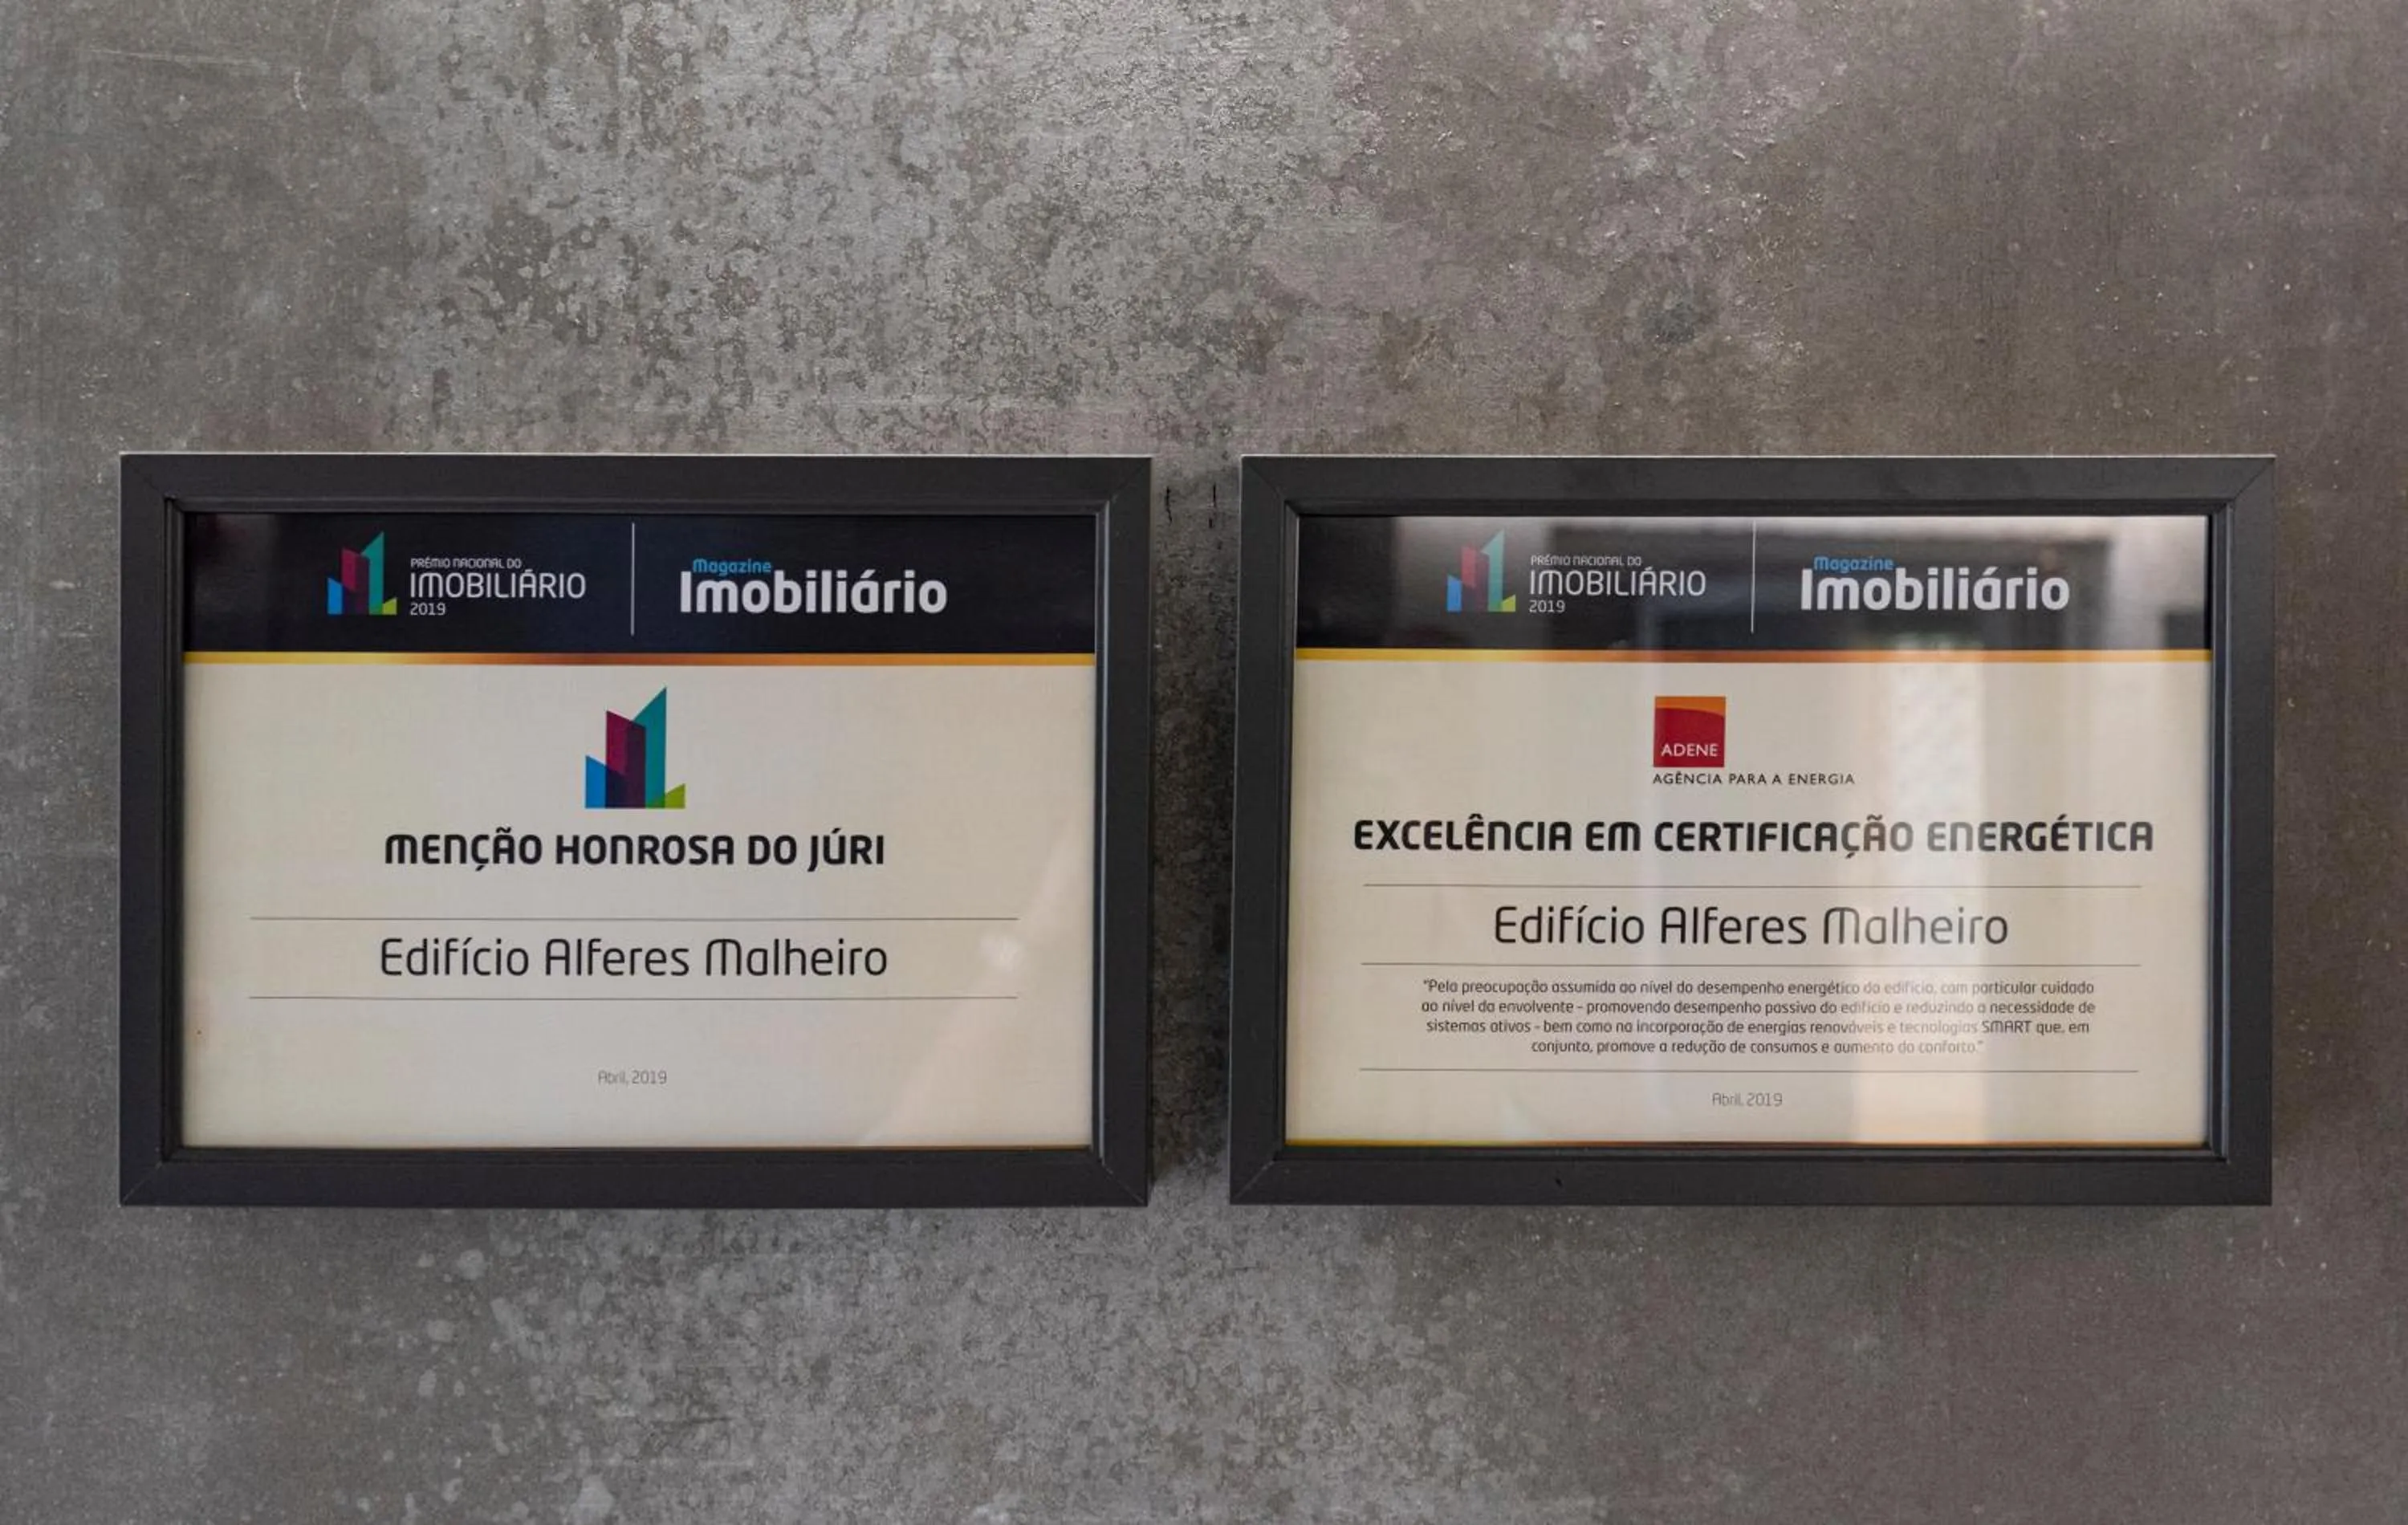 PRÉMIO NACIONAL DO
IMOBILIÁRIO
2019
Magazine
Imobiliário
MENÇÃO HONROSA DO JÚRI
Edifício Alferes Malheiro
Abril, 2019
PRÉMIO NACIONAL DO
IMOBILIÁRIO
2019
Magazine
Imobiliário
ADENE
AGÊNCIA PARA A ENERGIA
EXCELÊNCIA EM CERTIFICAÇÃO ENERGÉTICA
Edifício Alferes Malheiro
"Pela preocupação assumida ao nível do desempenho energético do edifício, com particular cuidado
ao nível da envolvente - promovendo desempenho passivo do edifício e reduzindo a necessidade de
sistemas ativos - bem como na incorporação de energias renováveis e tecnologias SMART que, em
conjunto, promove a redução de consumos e aumento do conforto."
Abril, 2019